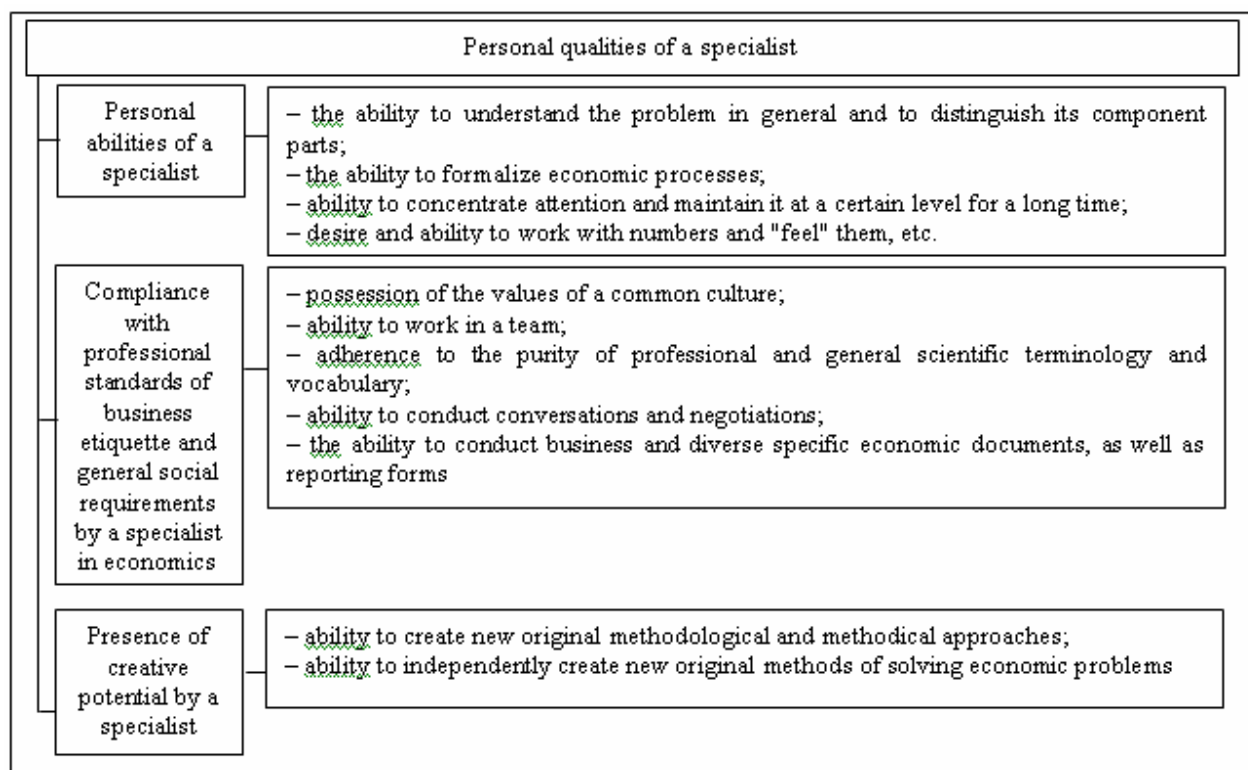 Personal qualities of a specialist
Personal
abilities of a
specialist
– the ability to understand the problem in general and to distinguish its component
parts;
– the ability to formalize economic processes;
– ability to concentrate attention and maintain it at a certain level for a long time;
– desire and ability to work with numbers and "feel" them, etc.
Compliance
with
professional
standards of
business
etiquette and
general social
requirements
by a specialist
in economics
– possession of the values of a common culture;
– ability to work in a team;
– adherence to the purity of professional and general scientific terminology and
vocabulary;
– ability to conduct conversations and negotiations;
– the ability to conduct business and diverse specific economic documents, as well as
reporting forms
Presence of
creative
potential by a
specialist
– ability to create new original methodological and methodical approaches;
– ability to independently create new original methods of solving economic problems